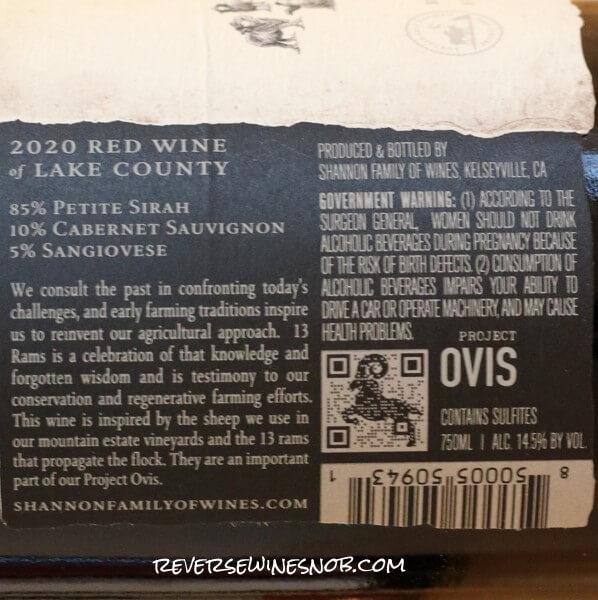 2020 RED WINE
of LAKE COUNTY
85% PETITE SIRAH
10% CABERNET SAUVIGNON
5% SANGIOVESE
We consult the past in confronting today's
challenges, and early farming traditions inspire
us to reinvent our agricultural approach. 13
Rams is a celebration of that knowledge and
forgotten wisdom and is testimony to our
conservation and regenerative farming efforts.
This wine is inspired by the sheep we use in
our mountain estate vineyards and the 13 rams
that propagate the flock. They are an important
part of our Project Ovis.
SHANNONFAMILYOFWINES.COM
PRODUCED & BOTTLED BY
SHANNON FAMILY OF WINES, KELSEYVILLE, CA
GOVERNMENT WARNING: (1) ACCORDING TO THE
SURGEON GENERAL, WOMEN SHOULD NOT DRINK
ALCOHOLIC BEVERAGES DURING PREGNANCY BECAUSE
OF THE RISK OF BIRTH DEFECTS. (2) CONSUMPTION OF
ALCOHOLIC BEVERAGES IMPAIRS YOUR ABILITY TO
DRIVE A CAR OR OPERATE MACHINERY, AND MAY CAUSE
HEALTH PROBLEMS.
PROJECT
OVIS
CONTAINS SULFITES
750ML | ALC. 14.5% BY VOL.
8 50005 50943 1
REVERSEWINESNOB.COM